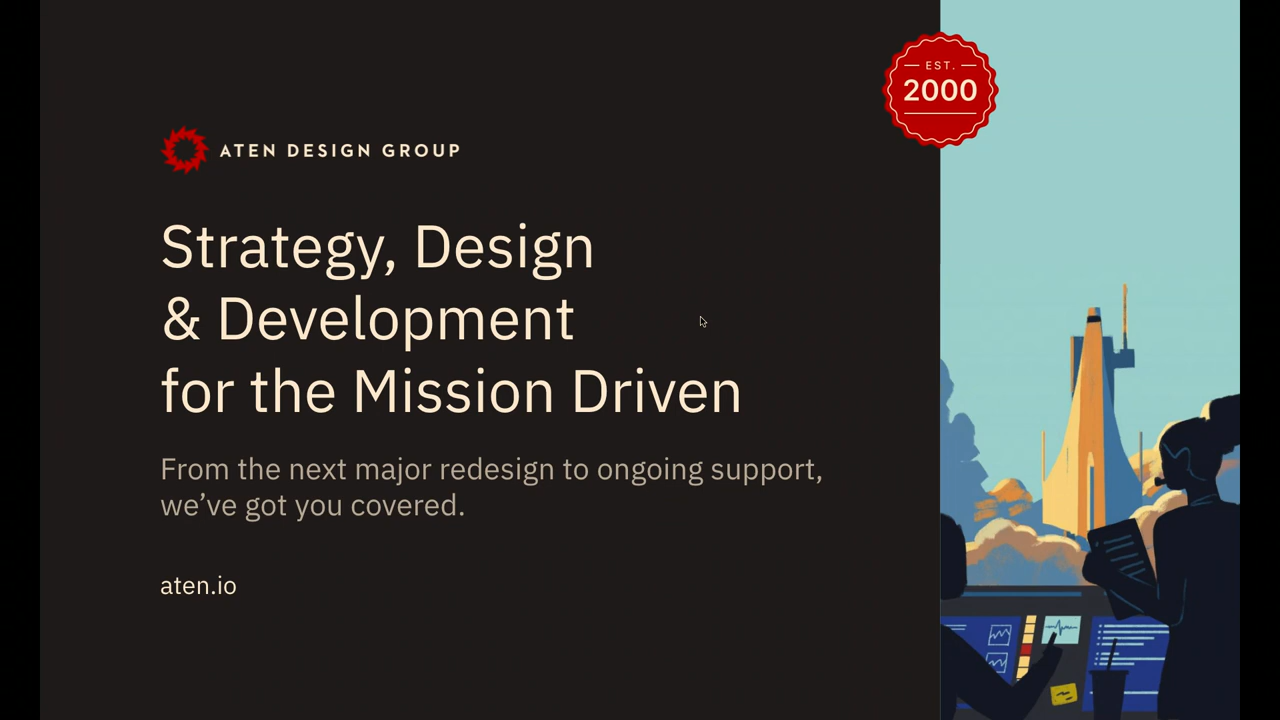 EST.
2000
ATEN DESIGN GROUP
Strategy, Design
& Development
for the Mission Driven
From the next major redesign to ongoing support,
we’ve got you covered.
aten.io